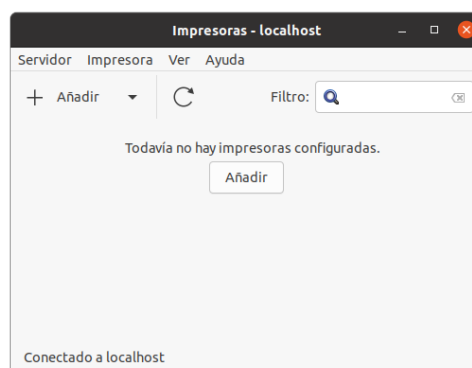 Impresoras - localhost
Servidor Impresora Ver Ayuda
Añadir Filtro:
Todavía no hay impresoras configuradas.
Añadir
Conectado a localhost